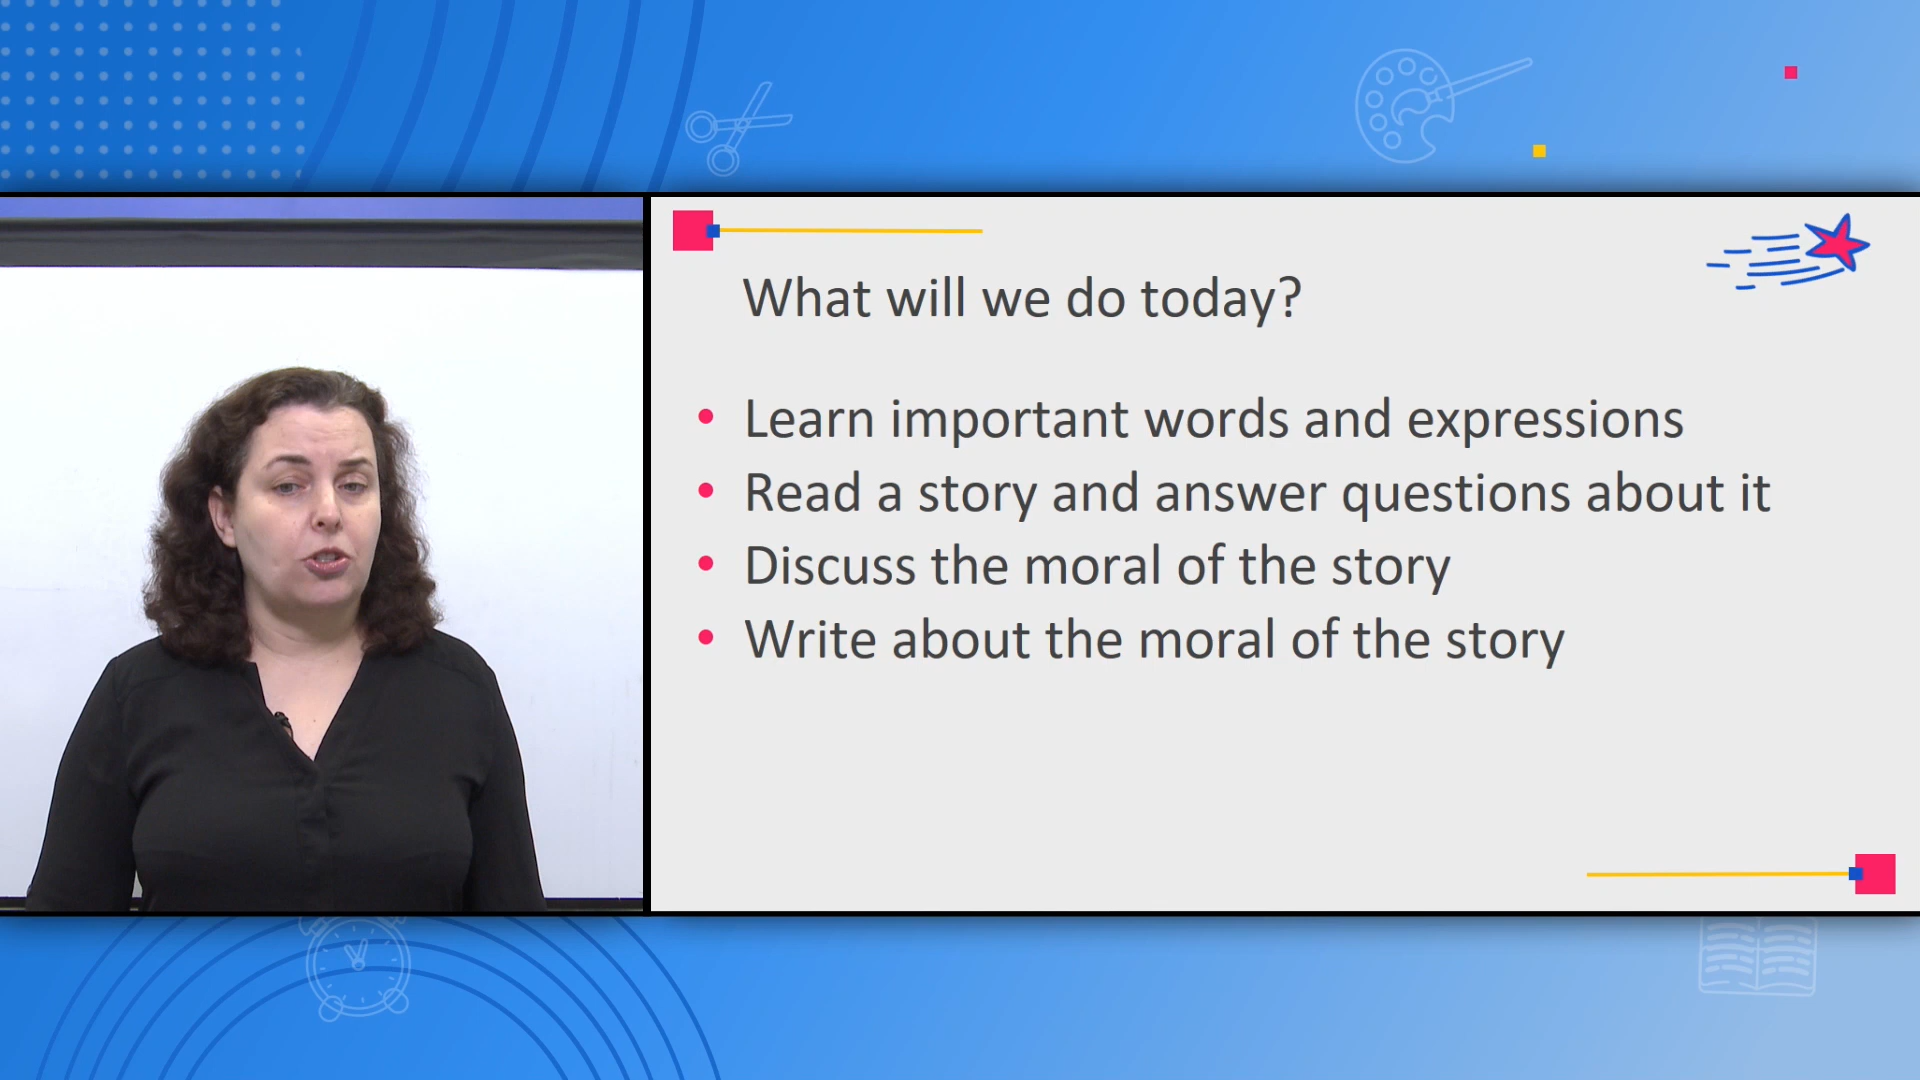 What will we do today?
Learn important words and expressions
Read a story and answer questions about it
Discuss the moral of the story
Write about the moral of the story